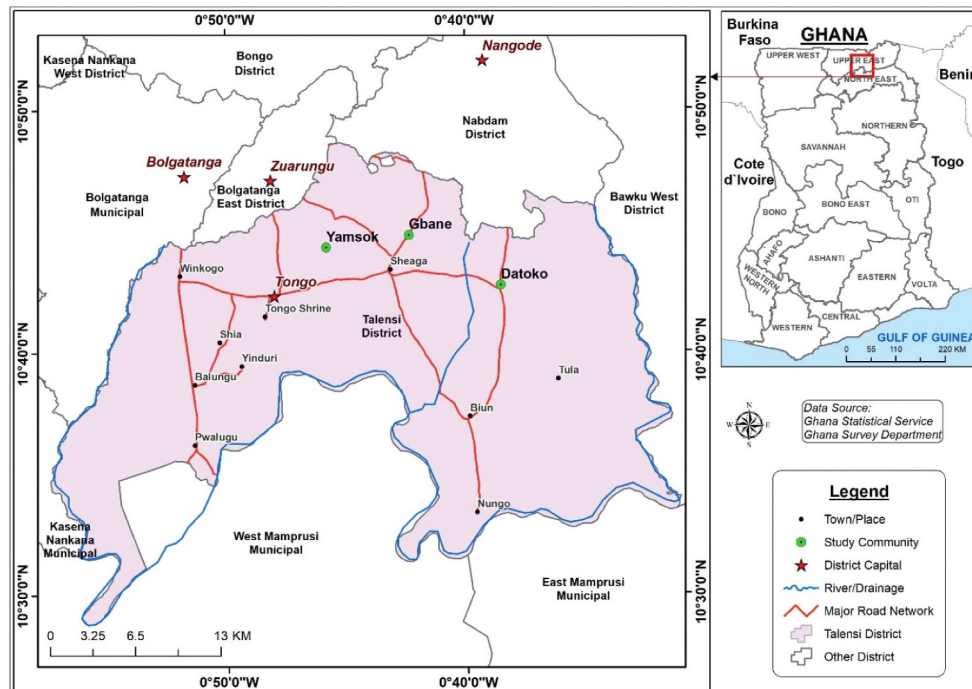 0°50'0"W
0°40'0"W
Kasena Nankana
West District
Bongo
District
Nangode
10°50'0"N
Nabdam
District
Bolgatanga
Zuarungu
Bolgatanga
Municipal
Bolgatanga
East District
Bawku West
District
Yamsok
Gbane
Winkogo
Sheaga
Datoko
Tongo
Tongo Shrine
Talensi
District
Shia
Yinduri
Balungu
Tula
Biun
Pwalugu
Nungo
10°40'0"N
Kasena
Nankana
Municipal
West Mamprusi
Municipal
East Mamprusi
Municipal
10°30'0"N
0 3.25 6.5 13 KM
0°50'0"W
0°40'0"W
10°50'0"N
10°40'0"N
10°30'0"N
Burkina
Faso
GHANA
UPPER WEST
UPPER EAST
NORTH EAST
Benin
NORTHERN
SAVANNAH
Cote
d`Ivoire
Togo
BONO
BONO EAST
OTI
AHAFO
ASHANTI
WESTERN
NORTH
EASTERN
VOLTA
CENTRAL
WESTERN
GULF OF GUINEA
0 55 110 220 KM
N
W E
S
Data Source:
Ghana Statistical Service
Ghana Survey Department
Legend
Town/Place
Study Community
District Capital
River/Drainage
Major Road Network
Talensi District
Other District